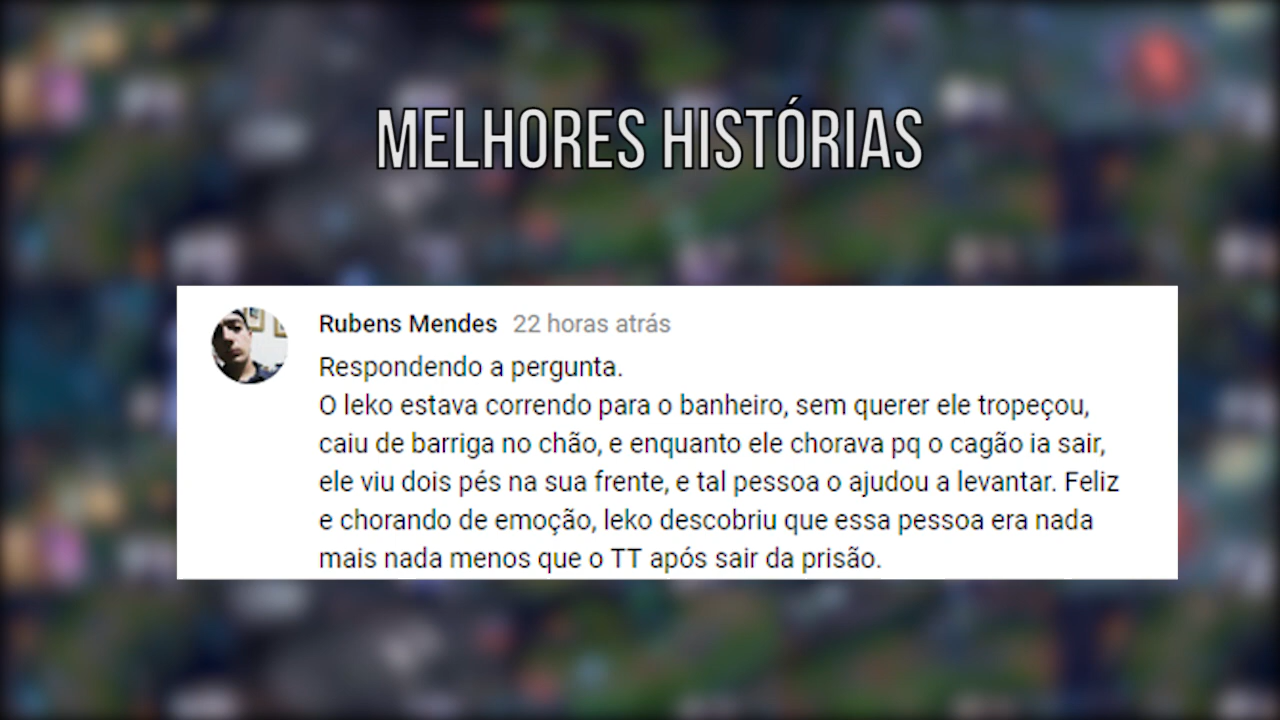 MELHORES HISTÓRIAS
Rubens Mendes 22 horas atrás
Respondendo a pergunta.
O leko estava correndo para o banheiro, sem querer ele tropeçou,
caiu de barriga no chão, e enquanto ele chorava pq o cagão ia sair,
ele viu dois pés na sua frente, e tal pessoa o ajudou a levantar. Feliz
e chorando de emoção, leko descobriu que essa pessoa era nada
mais nada menos que o TT após sair da prisão.